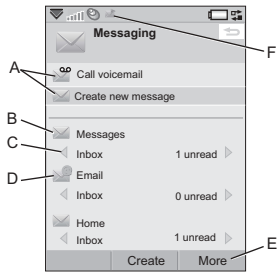 Messaging
F
A
Call voicemail
Create new message
B
Messages
C
Inbox 1 unread
D
Email
Inbox 0 unread
Home
Inbox 1 unread
E
Create More